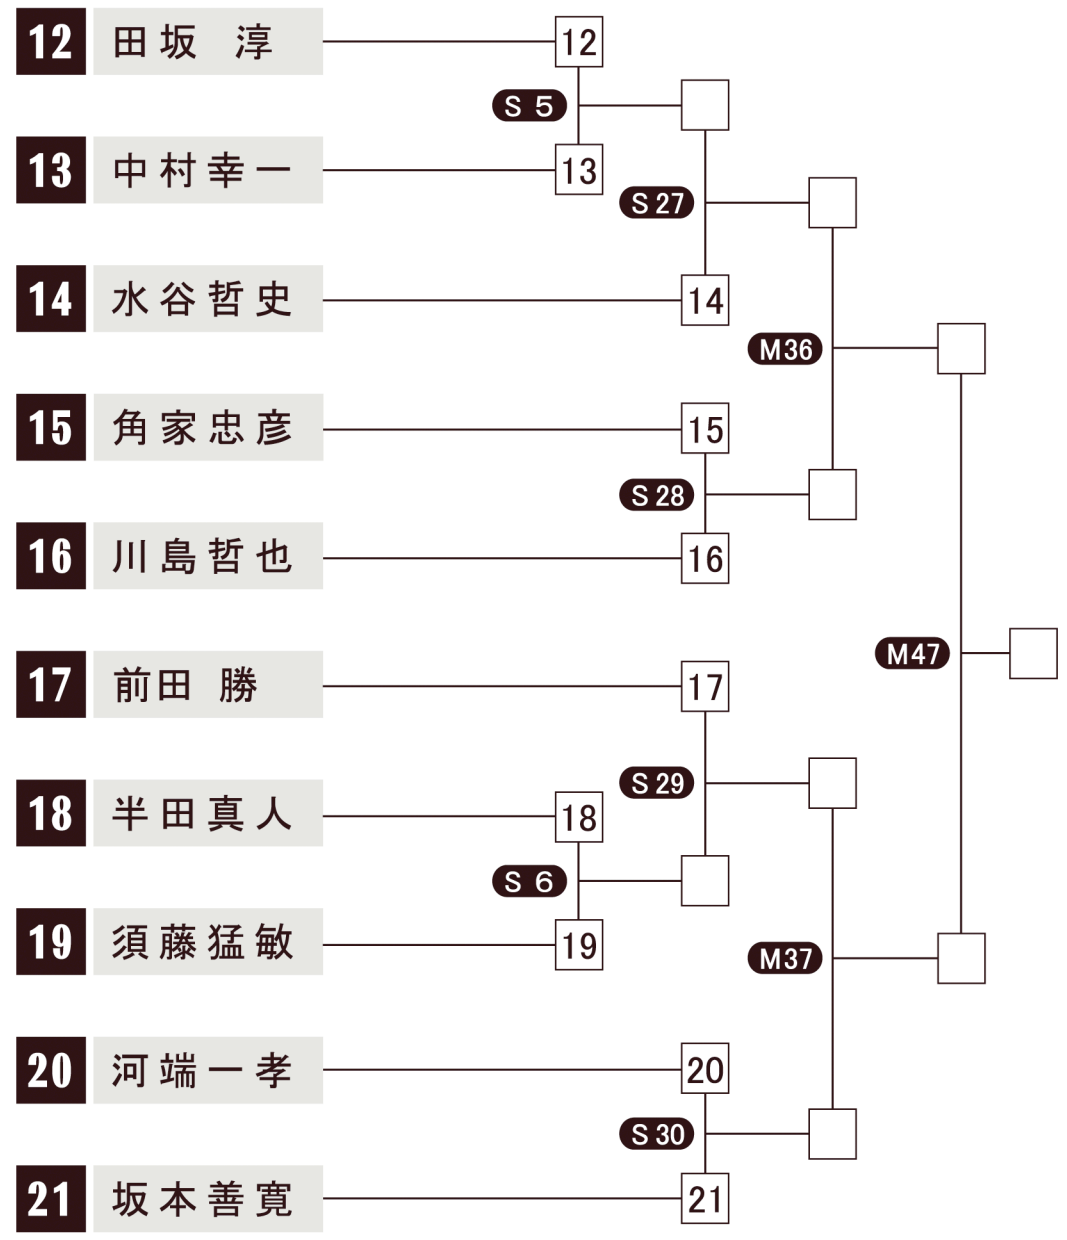 12 田坂 淳 12
S 5
13 中村幸一 13
S 27
14 水谷哲史 14
M36
15 角家忠彦 15
S 28
16 川島哲也 16
M47
17 前田 勝 17
S 29
18 半田真人 18
S 6
19 須藤猛敏 19
M37
20 河端一孝 20
S 30
21 坂本善寛 21